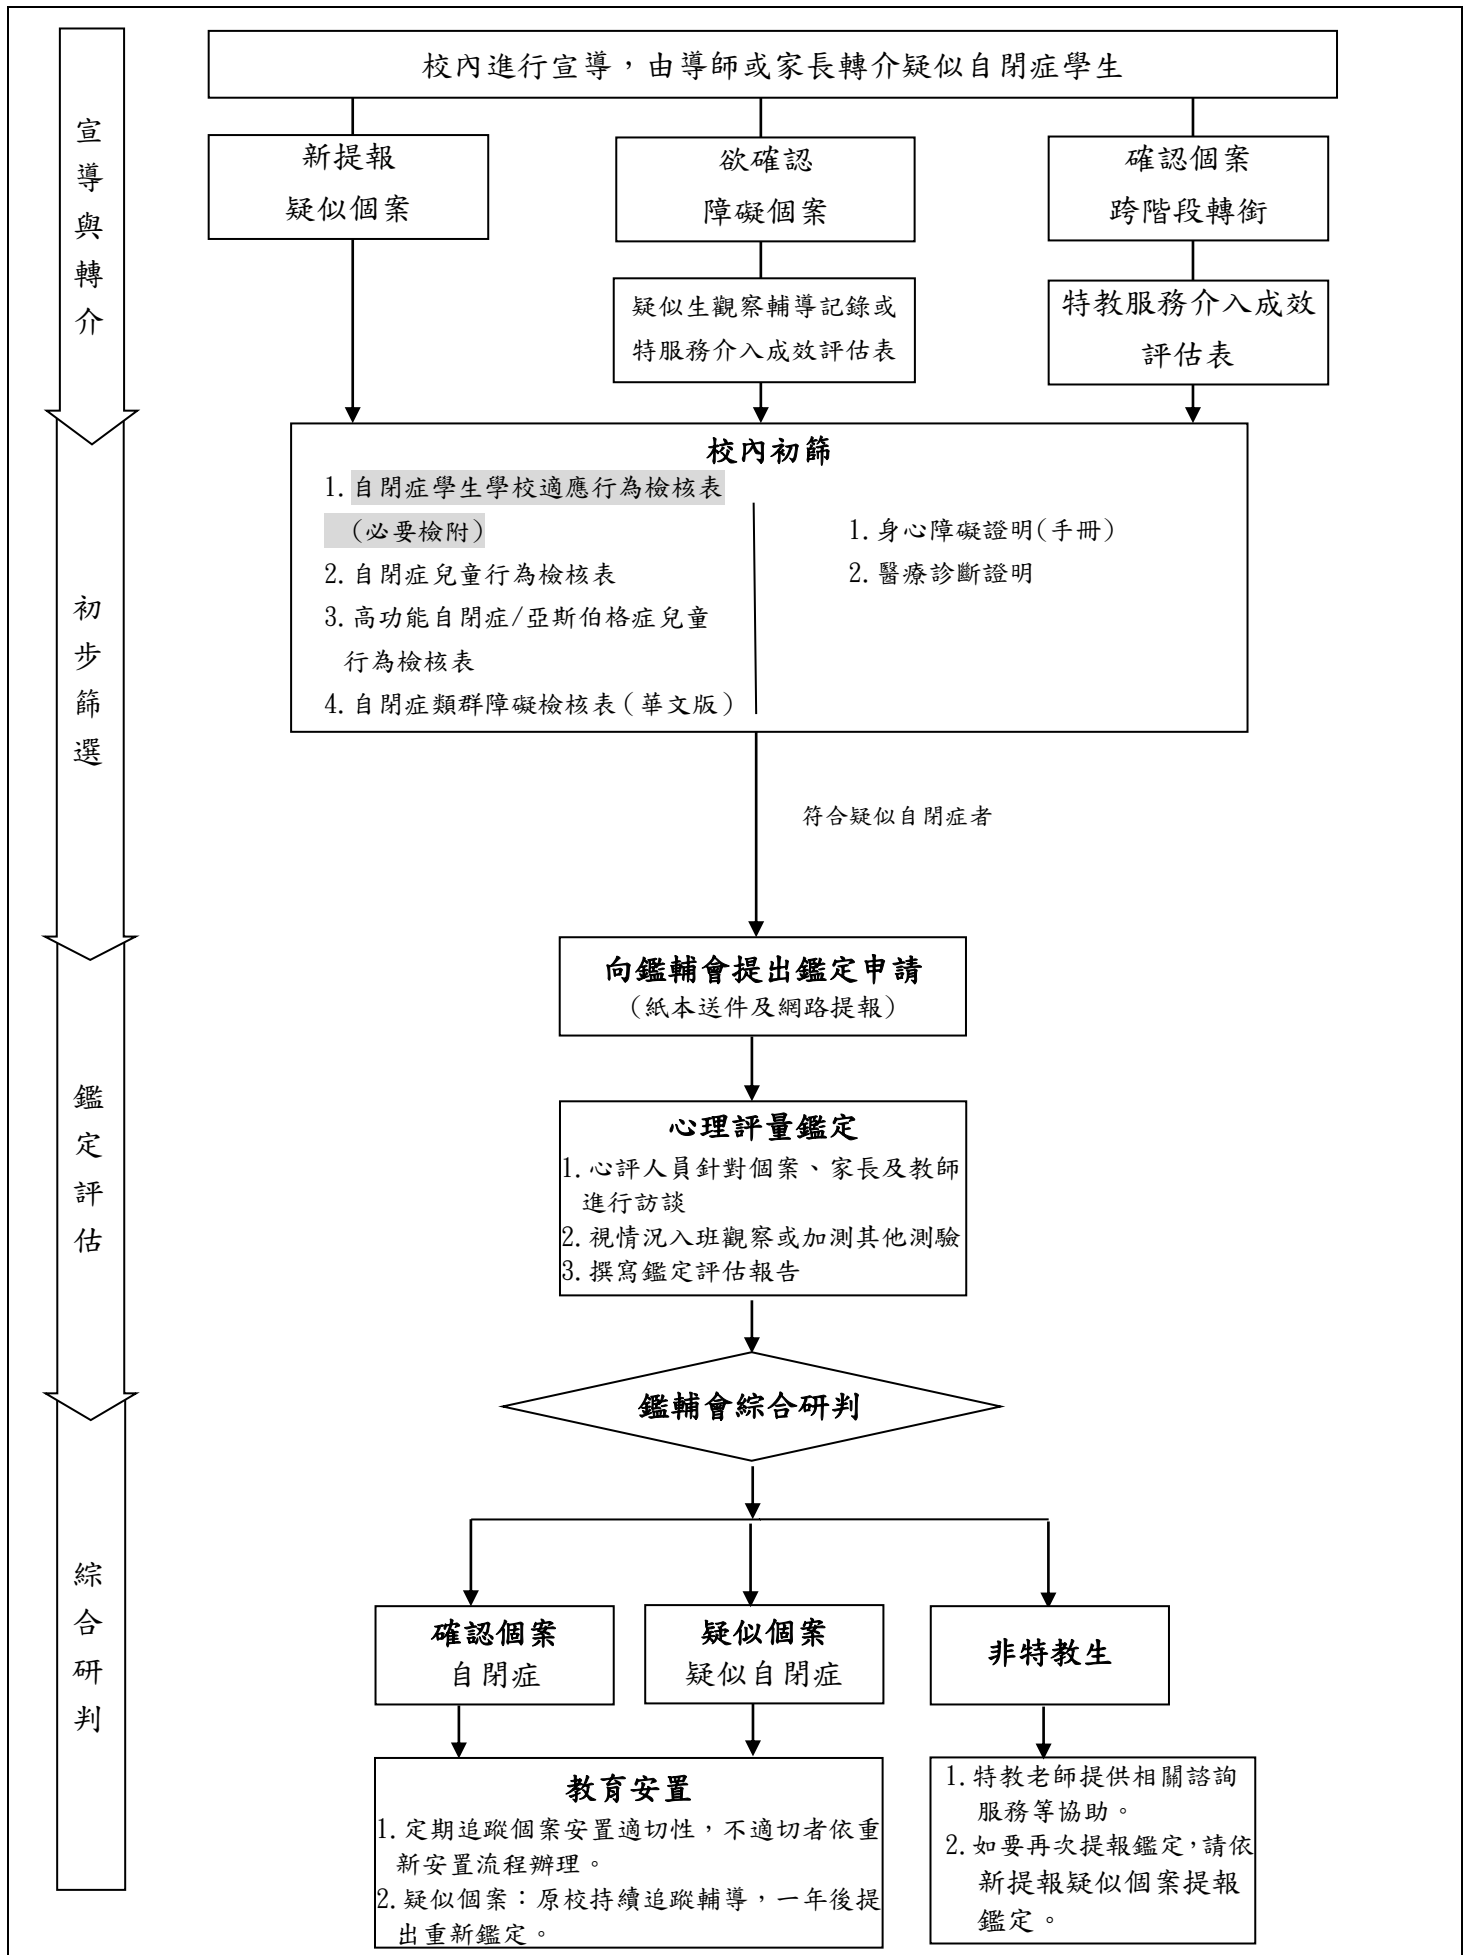 校內進行宣導，由導師或家長轉介疑似自閉症學生
宣導與轉介
新提報
疑似個案
欲確認
障礙個案
確認個案
跨階段轉銜
疑似生觀察輔導記錄或
特服務介入成效評估表
特教服務介入成效
評估表
初步篩選
校內初篩
1.自閉症學生學校適應行為檢核表
(必要檢附)
2.自閉症兒童行為檢核表
3.高功能自閉症/亞斯伯格症兒童
行為檢核表
4.自閉症類群障礙檢核表（華文版）
1.身心障礙證明(手冊)
2.醫療診斷證明
符合疑似自閉症者
鑑定評估
向鑑輔會提出鑑定申請
（紙本送件及網路提報）
心理評量鑑定
1.心評人員針對個案、家長及教師
進行訪談
2.視情況入班觀察或加測其他測驗
3.撰寫鑑定評估報告
綜合研判
鑑輔會綜合研判
確認個案
自閉症
疑似個案
疑似自閉症
非特教生
教育安置
1.定期追蹤個案安置適切性，不適切者依重
新安置流程辦理。
2.疑似個案：原校持續追蹤輔導，一年後提
出重新鑑定。
1.特教老師提供相關諮詢
服務等協助。
2.如要再次提報鑑定，請依
新提報疑似個案提報
鑑定。